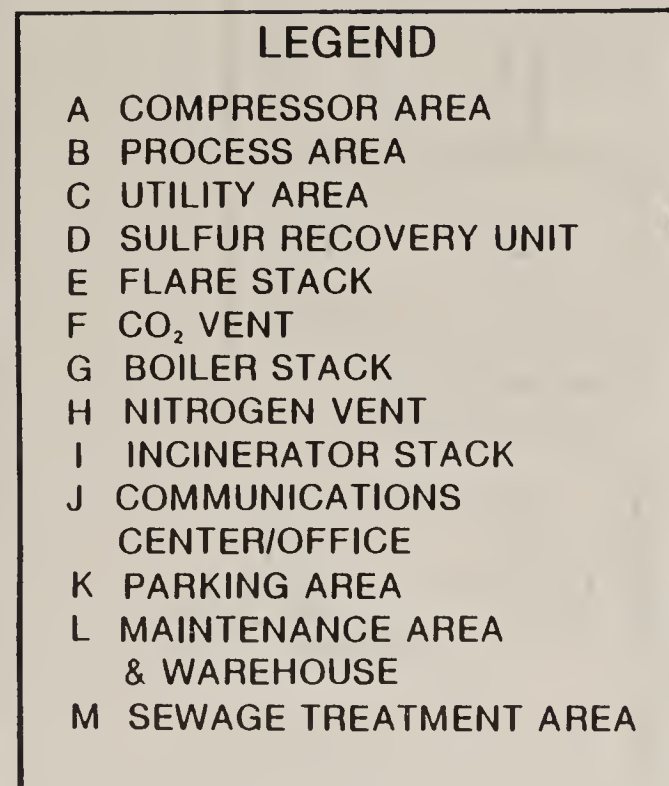 LEGEND
A COMPRESSOR AREA
B PROCESS AREA
C UTILITY AREA
D SULFUR RECOVERY UNIT
E FLARE STACK
F CO₂ VENT
G BOILER STACK
H NITROGEN VENT
I INCINERATOR STACK
J COMMUNICATIONS
CENTER/OFFICE
K PARKING AREA
L MAINTENANCE AREA
& WAREHOUSE
M SEWAGE TREATMENT AREA